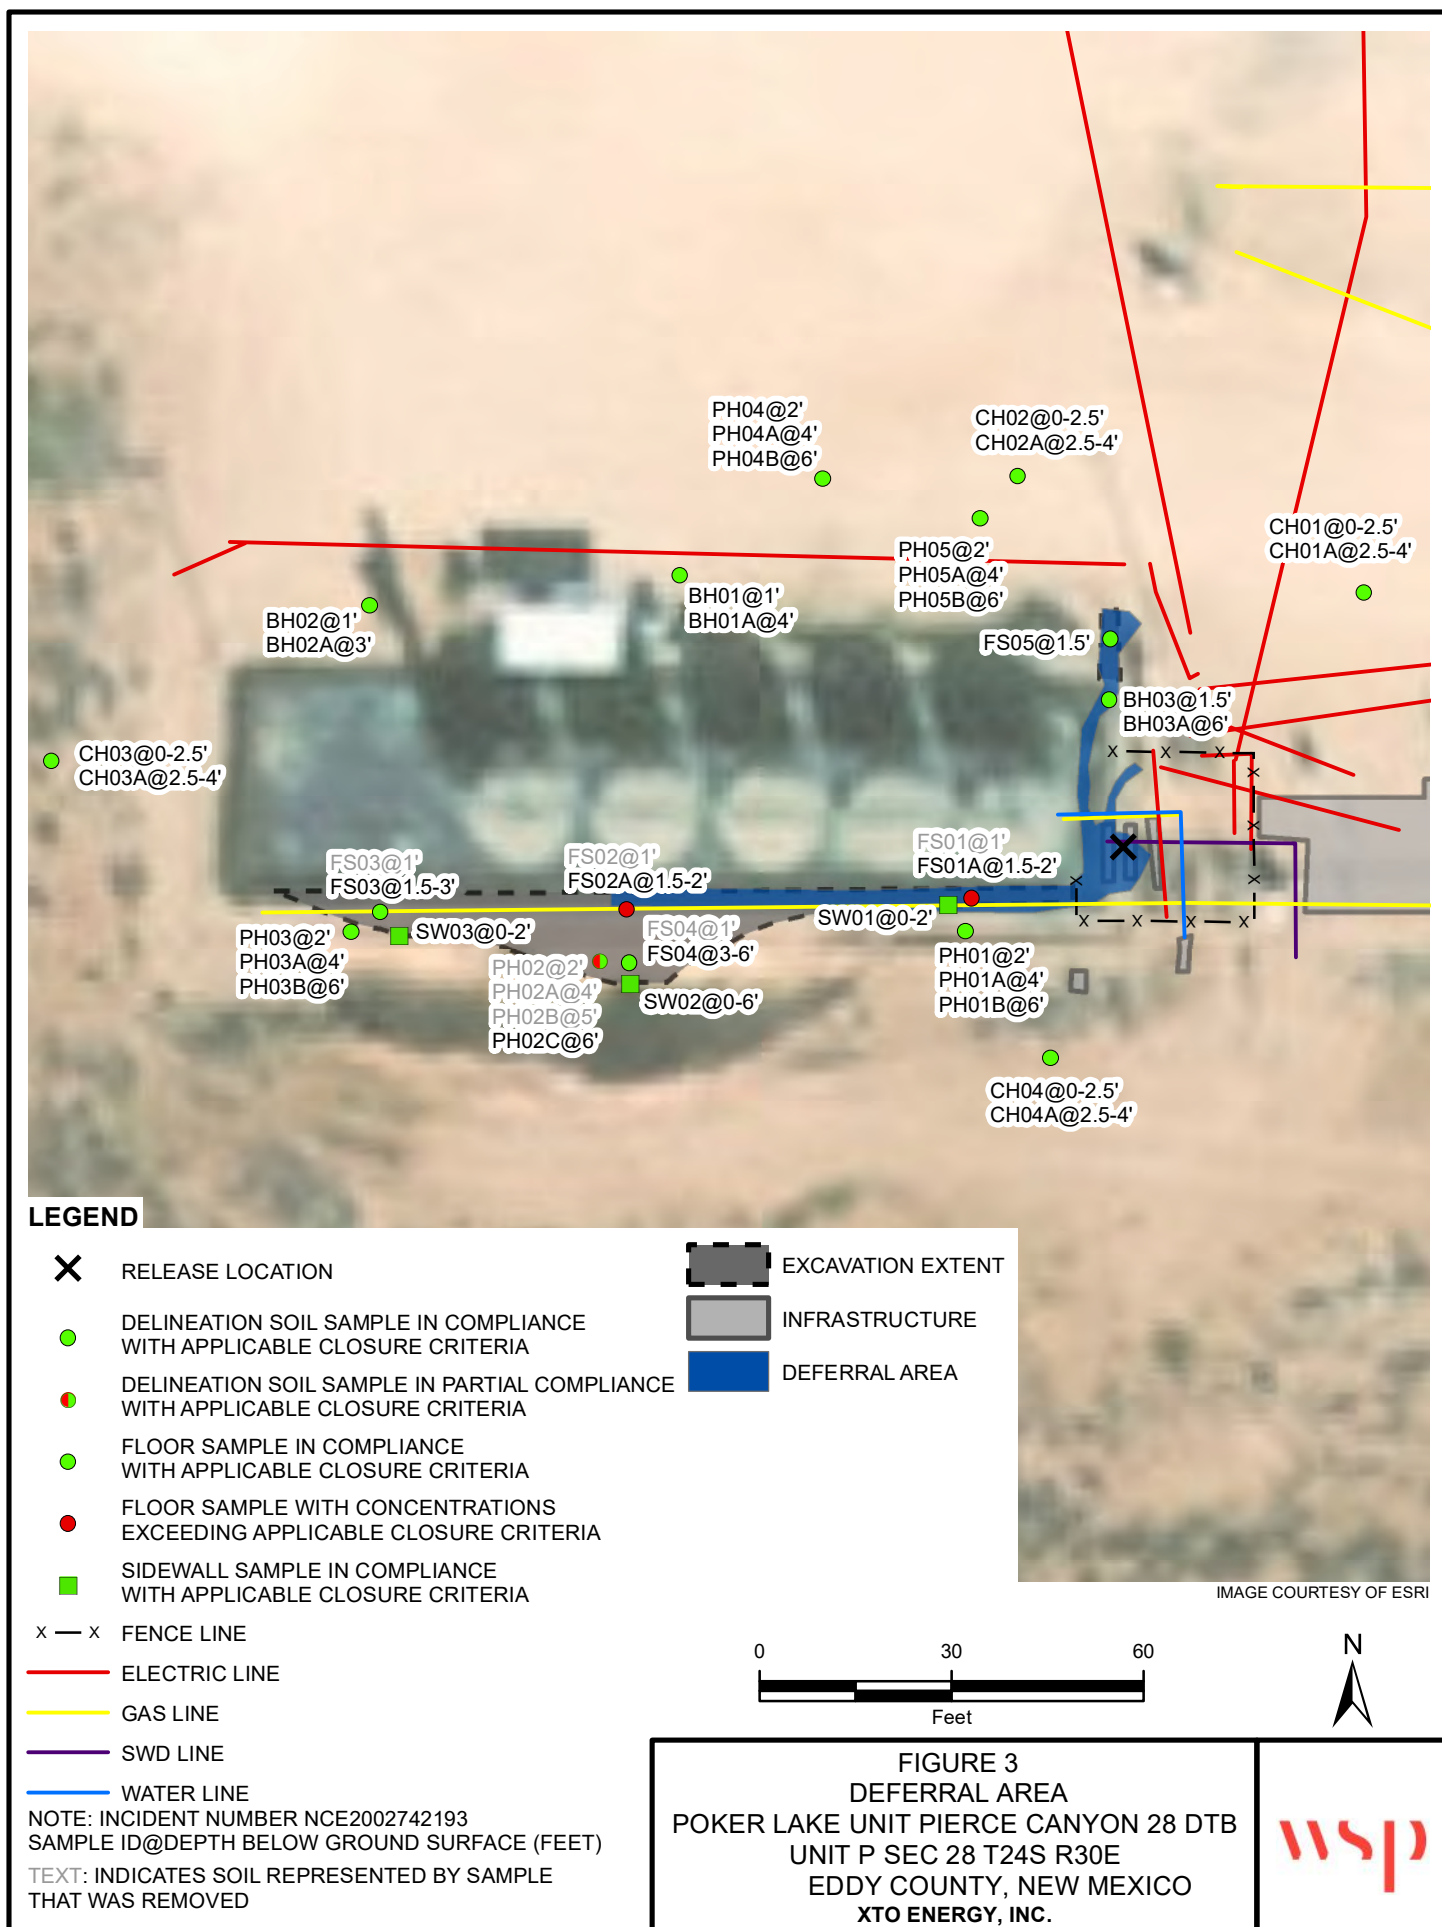 PH04@2'
PH04A@4'
PH04B@6'
CH02@0-2.5'
CH02A@2.5-4'
CH01@0-2.5'
CH01A@2.5-4'
PH05@2'
PH05A@4'
PH05B@6'
BH01@1'
BH01A@4'
BH02@1'
BH02A@3'
FS05@1.5'
BH03@1.5'
BH03A@6'
CH03@0-2.5'
CH03A@2.5-4'
X X X
X
X
X
X
X X X X
FS03@1'
FS03@1.5-3'
FS02@1'
FS02A@1.5-2'
FS01@1'
FS01A@1.5-2'
SW01@0-2'
SW03@0-2'
FS04@1'
FS04@3-6'
PH03@2'
PH03A@4'
PH03B@6'
PH02@2'
PH02A@4'
PH02B@5'
PH02C@6'
SW02@0-6'
PH01@2'
PH01A@4'
PH01B@6'
CH04@0-2.5'
CH04A@2.5-4'
LEGEND
RELEASE LOCATION
DELINEATION SOIL SAMPLE IN COMPLIANCE
WITH APPLICABLE CLOSURE CRITERIA
DELINEATION SOIL SAMPLE IN PARTIAL COMPLIANCE
WITH APPLICABLE CLOSURE CRITERIA
FLOOR SAMPLE IN COMPLIANCE
WITH APPLICABLE CLOSURE CRITERIA
FLOOR SAMPLE WITH CONCENTRATIONS
EXCEEDING APPLICABLE CLOSURE CRITERIA
SIDEWALL SAMPLE IN COMPLIANCE
WITH APPLICABLE CLOSURE CRITERIA
X X FENCE LINE
ELECTRIC LINE
GAS LINE
SWD LINE
WATER LINE
EXCAVATION EXTENT
INFRASTRUCTURE
DEFERRAL AREA
NOTE: INCIDENT NUMBER NCE2002742193
SAMPLE ID@DEPTH BELOW GROUND SURFACE (FEET)
TEXT: INDICATES SOIL REPRESENTED BY SAMPLE
THAT WAS REMOVED
IMAGE COURTESY OF ESRI
0 30 60
Feet
N
FIGURE 3
DEFERRAL AREA
POKER LAKE UNIT PIERCE CANYON 28 DTB
UNIT P SEC 28 T24S R30E
EDDY COUNTY, NEW MEXICO
XTO ENERGY, INC.
wsp